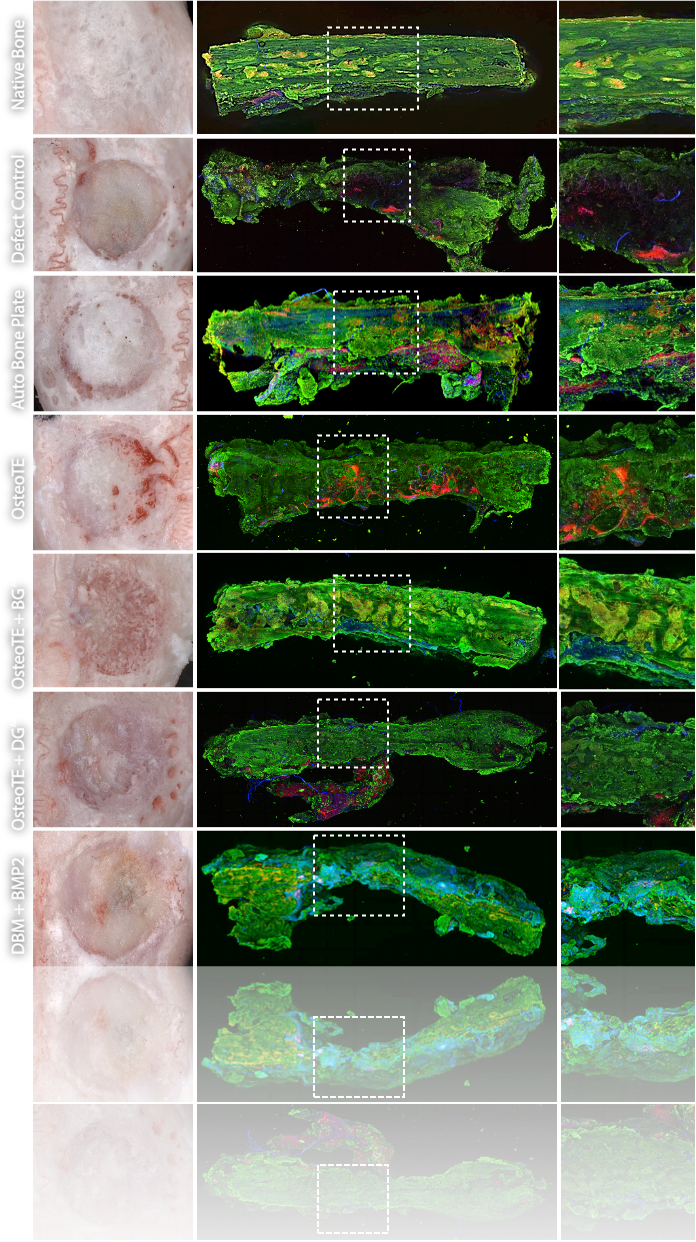 Native Bone
Defect Control
Auto Bone Plate
OsteoTE
OsteoTE + BG
OsteoTE + DG
DBM + BMP2